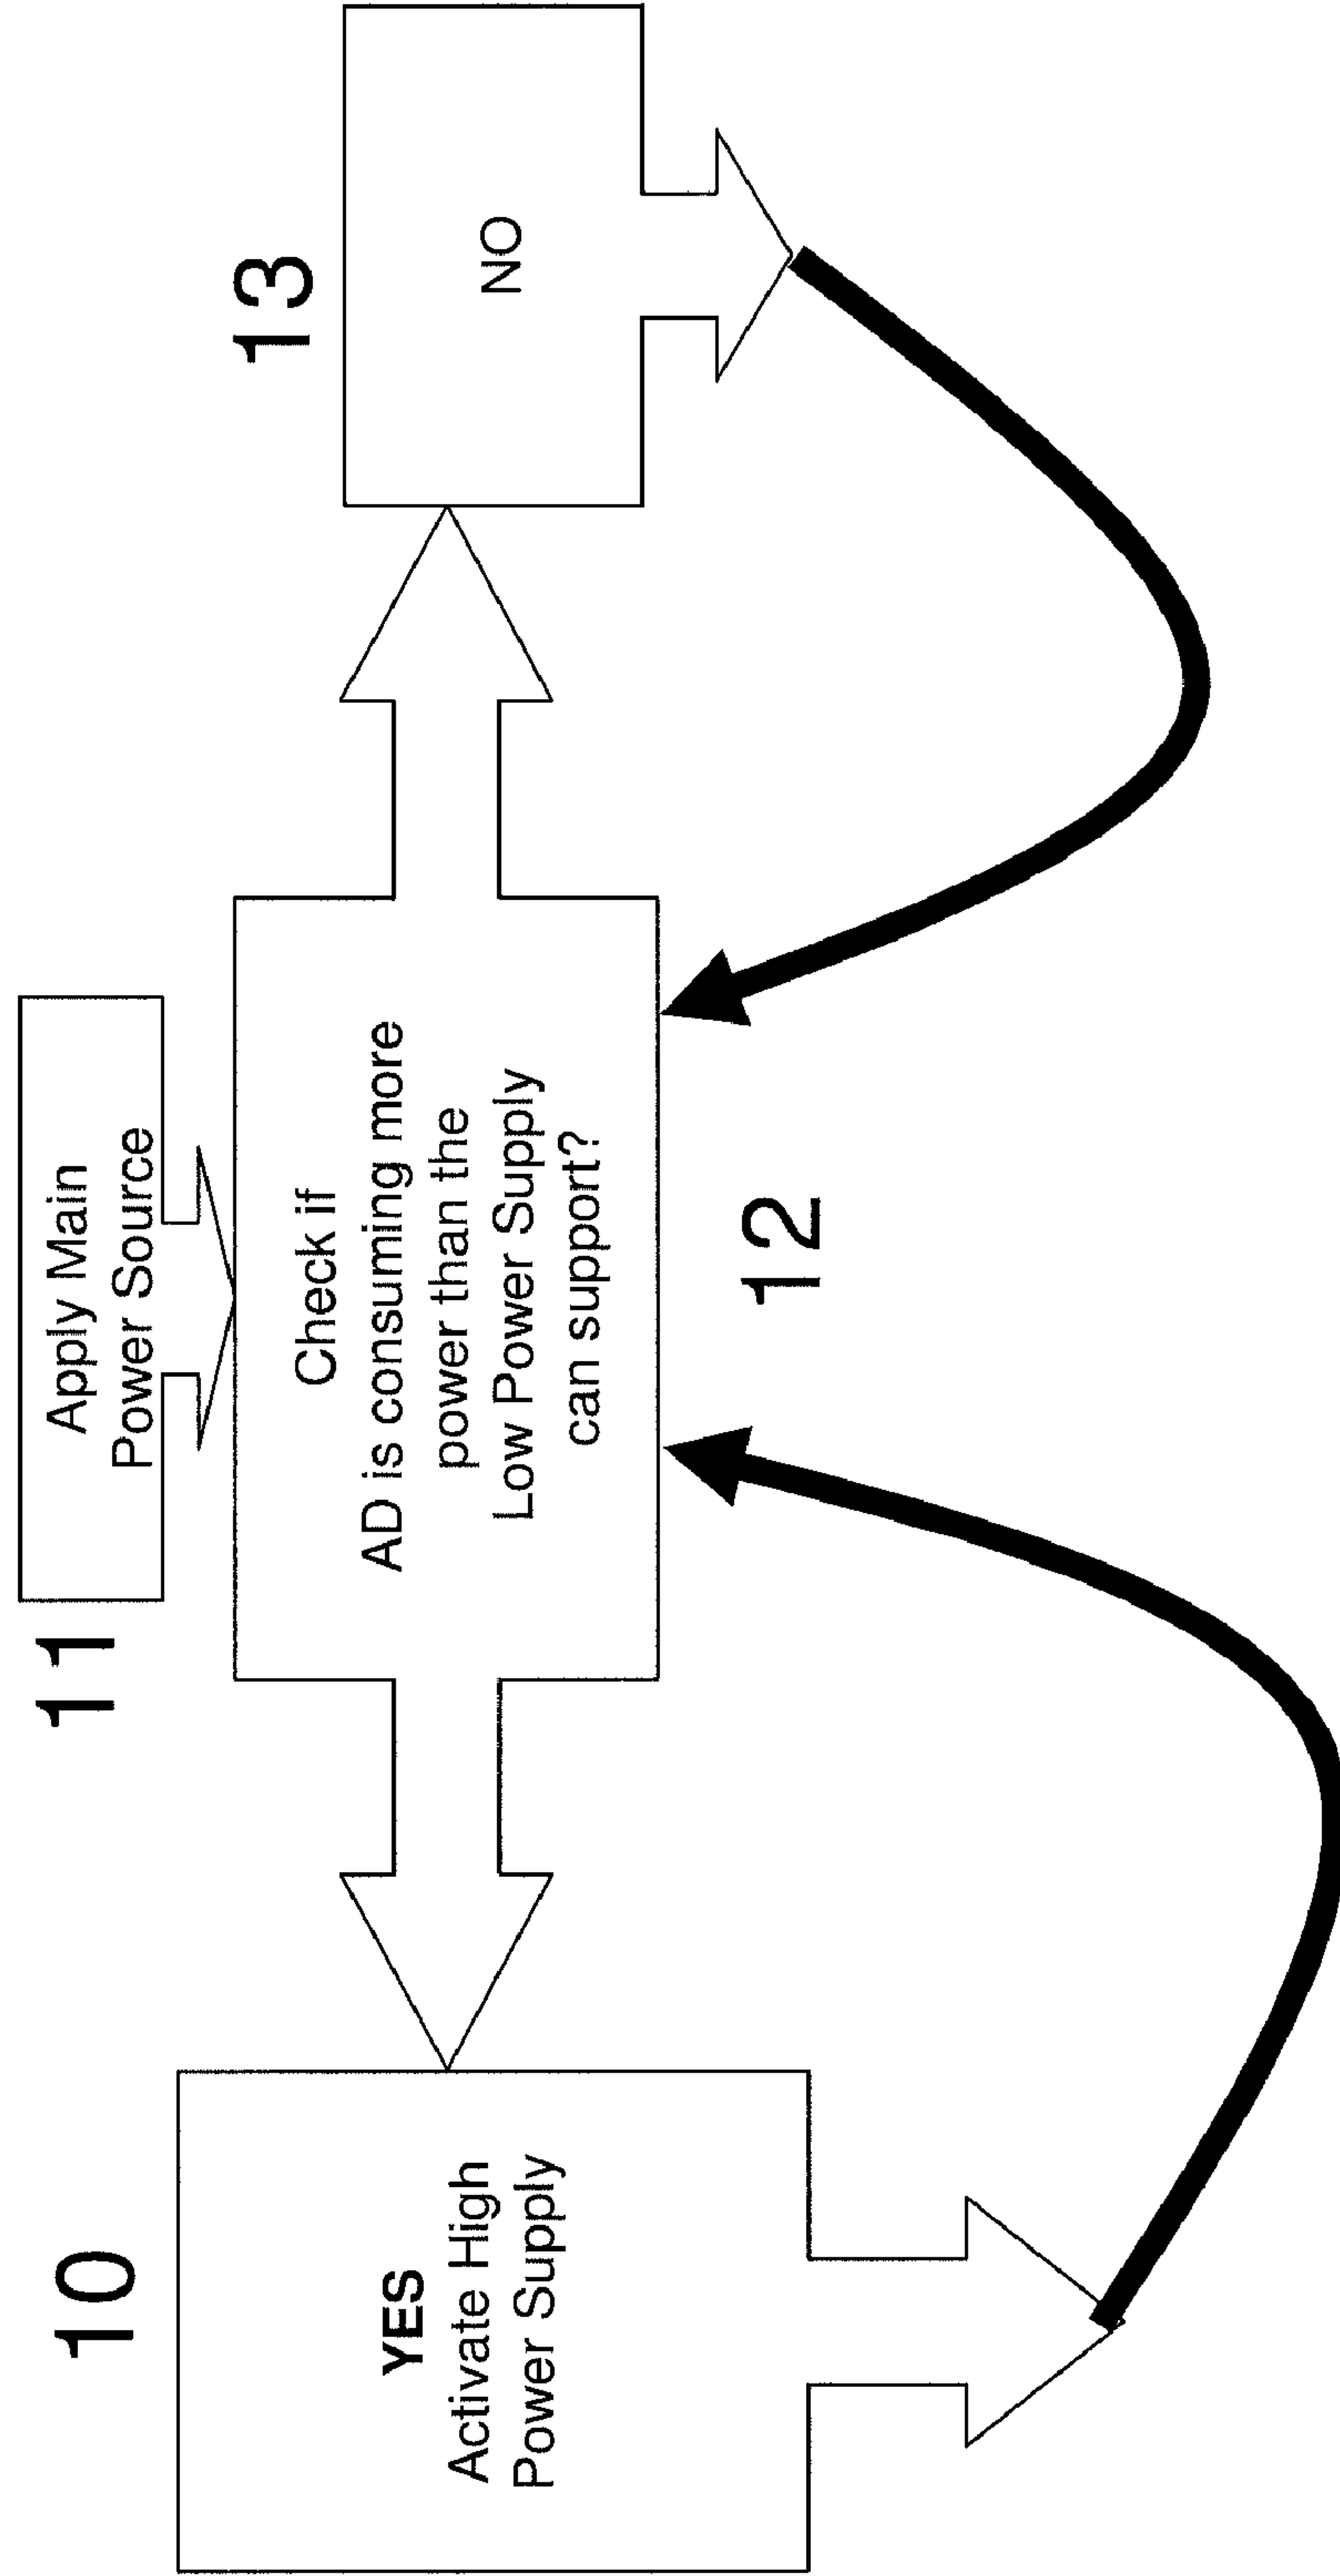 11
Apply Main
Power Source
10
YES
Activate High
Power Supply
Check if
AD is consuming more
power than the
Low Power Supply
can support?
12
13
NO